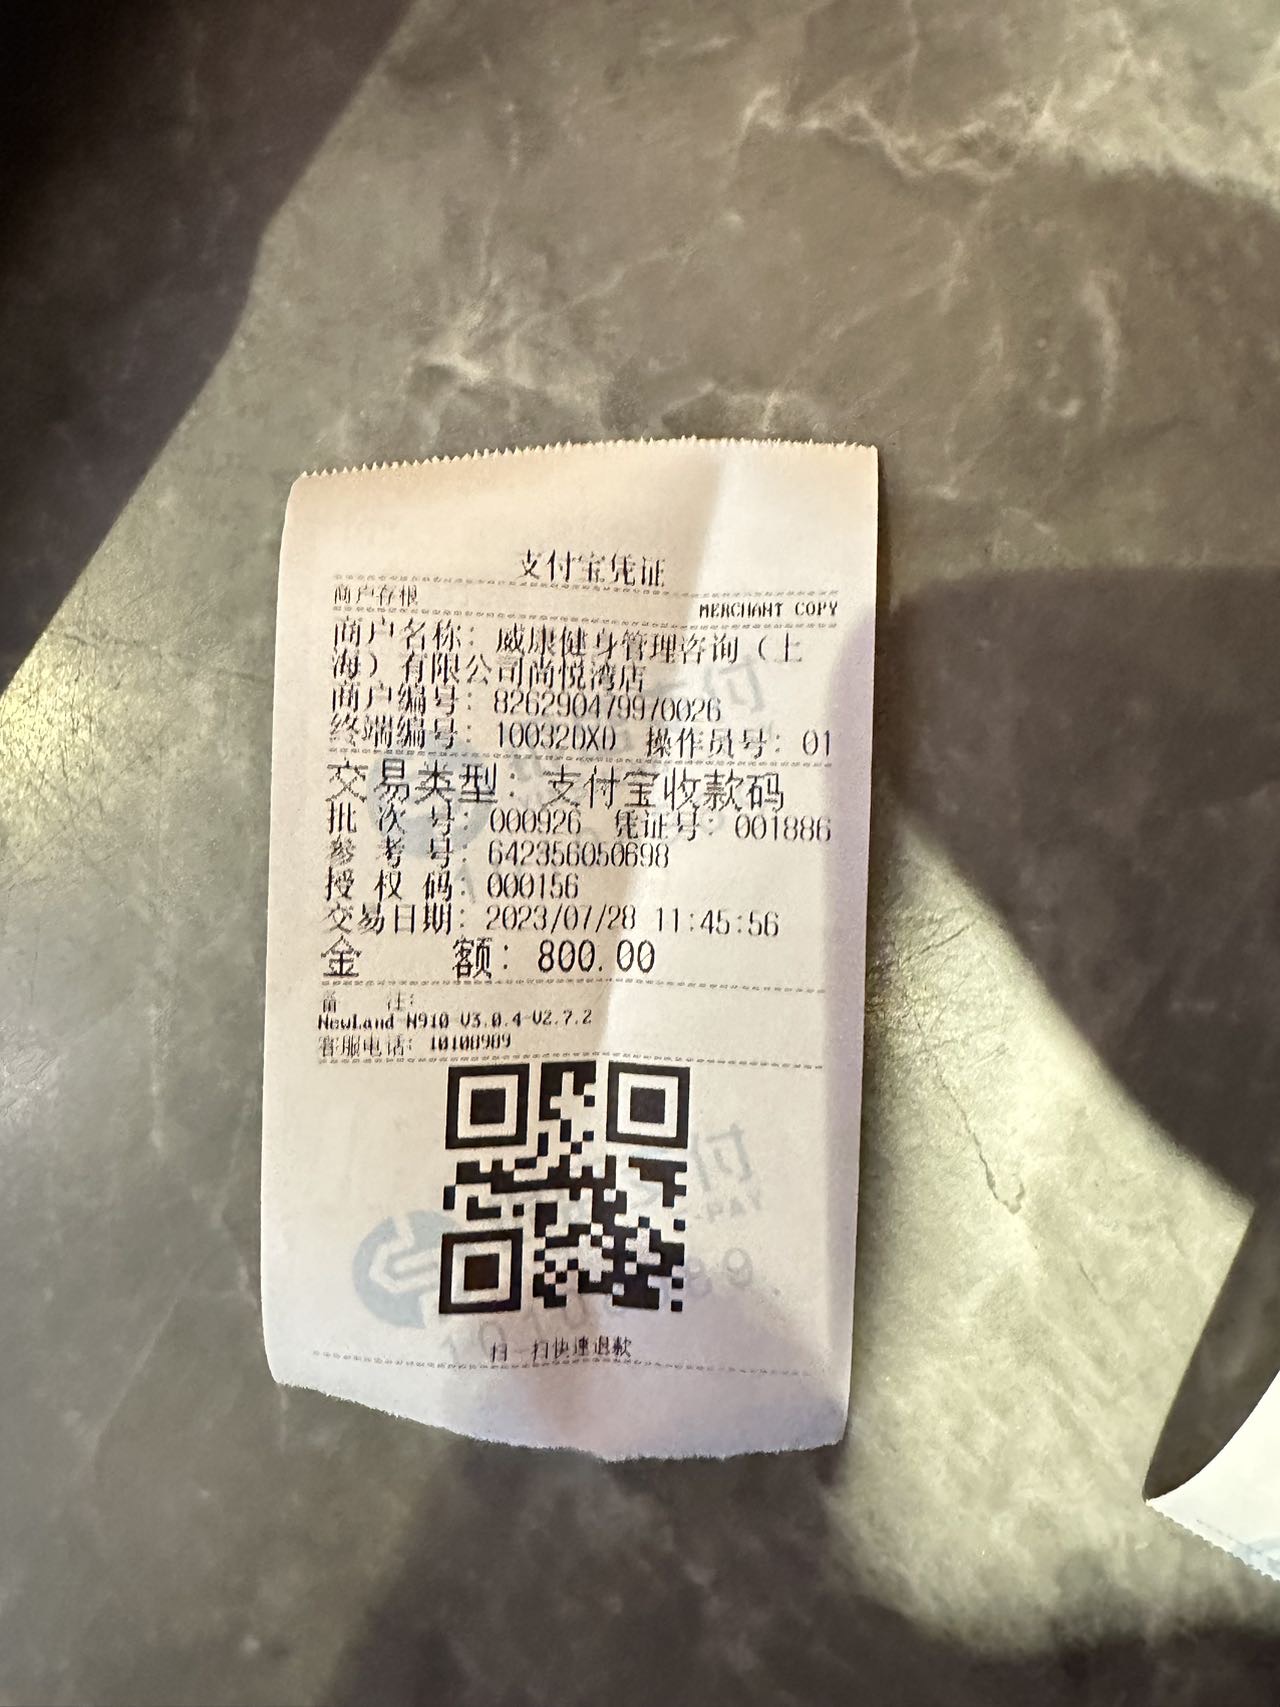 支付宝凭证
商户存根
MERCHANT COPY
商户名称：威康健身管理咨询（上
海）有限公司尚悦湾店
商户编号：826290479970026
终端编号：10032DXD 操作员号：01
交易类型：支付宝收款码
批次号：000926 凭证号：001886
参考号：642356050698
授权码：000156
交易日期：2023/07/28 11:45:56
金额：800.00
备注：
NewLand-N910-V3.0.4-V2.7.2
客服电话：10108989
扫一扫快速退款